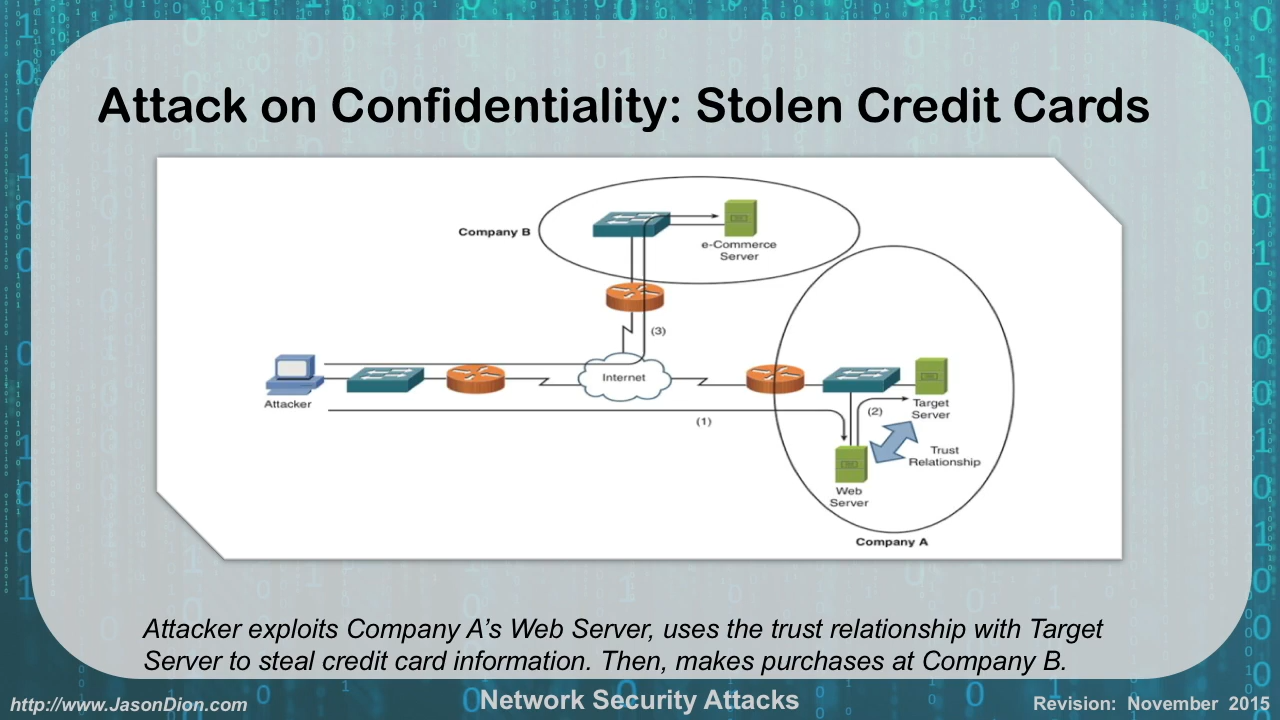 Attack on Confidentiality: Stolen Credit Cards
Company B
e-Commerce
Server
(3)
Internet
Attacker
(1)
(2)
Target
Server
Trust
Relationship
Web
Server
Company A
Attacker exploits Company A’s Web Server, uses the trust relationship with Target
Server to steal credit card information. Then, makes purchases at Company B.
http://www.JasonDion.com
Network Security Attacks
Revision: November 2015